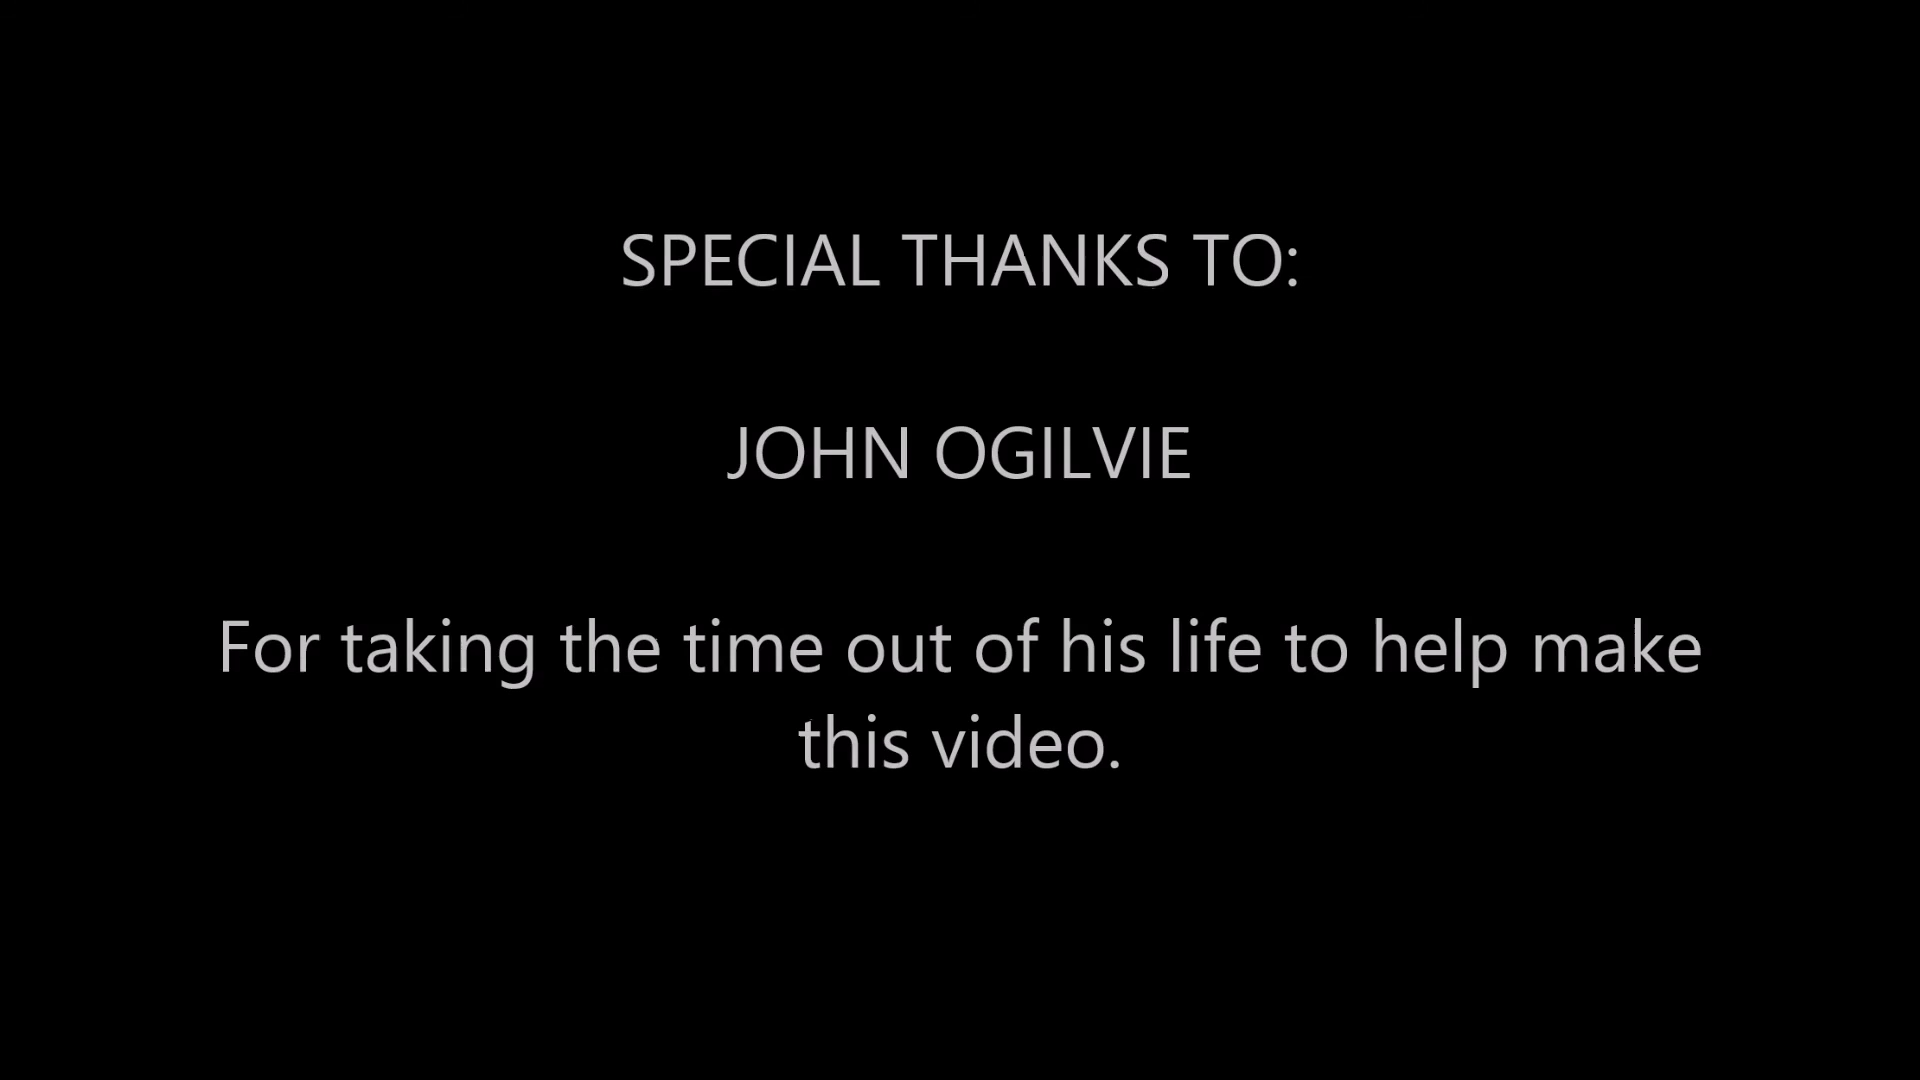 SPECIAL THANKS TO:
JOHN OGILVIE
For taking the time out of his life to help make
this video.